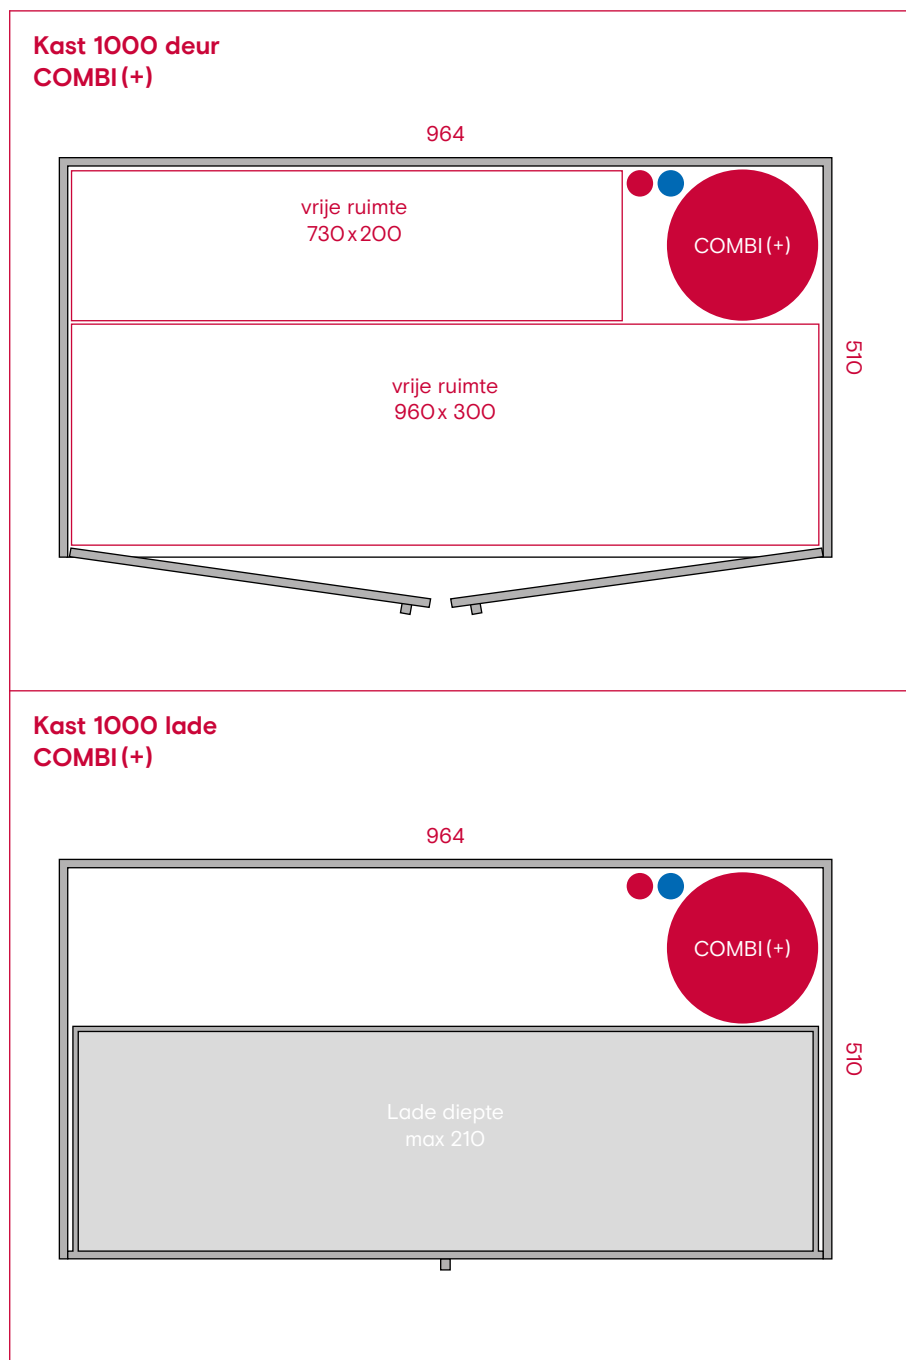 Kast 1000 deur
COMBI (+)
964
vrije ruimte
730 x 200
COMBI (+)
510
vrije ruimte
960 x 300
Kast 1000 lade
COMBI (+)
964
COMBI (+)
510
Lade diepte
max 210